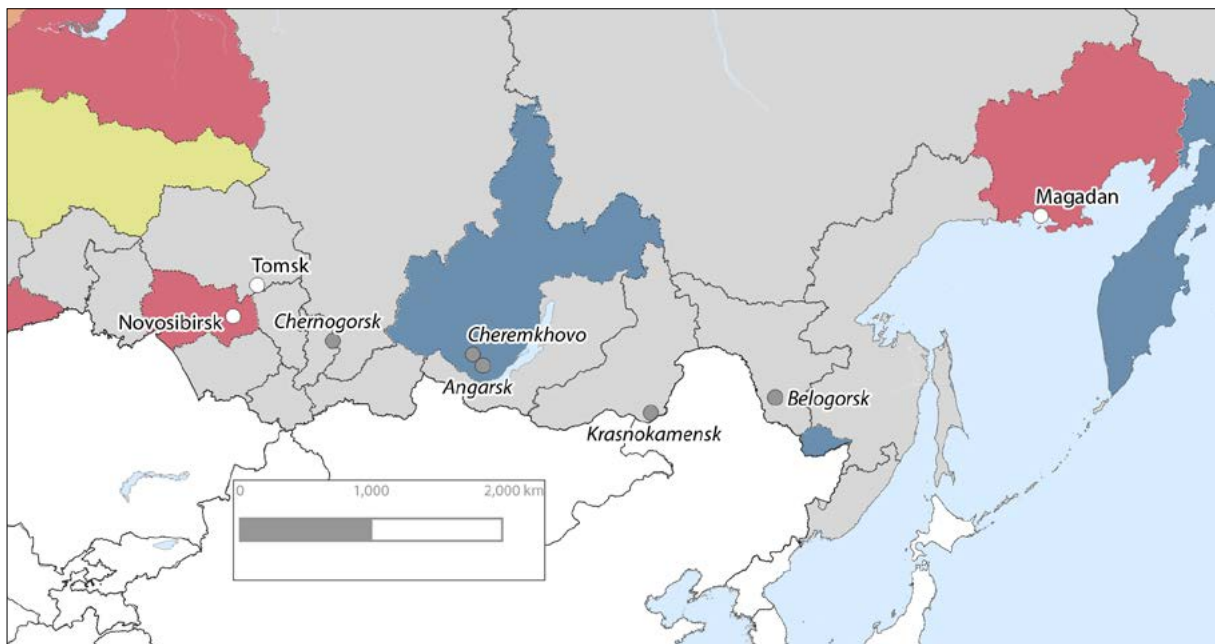 Magadan
Tomsk
Novosibirsk
Chernogorsk
Cheremkhovo
Angarsk
Belogorsk
Krasnokamensk
0 1,000 2,000 km